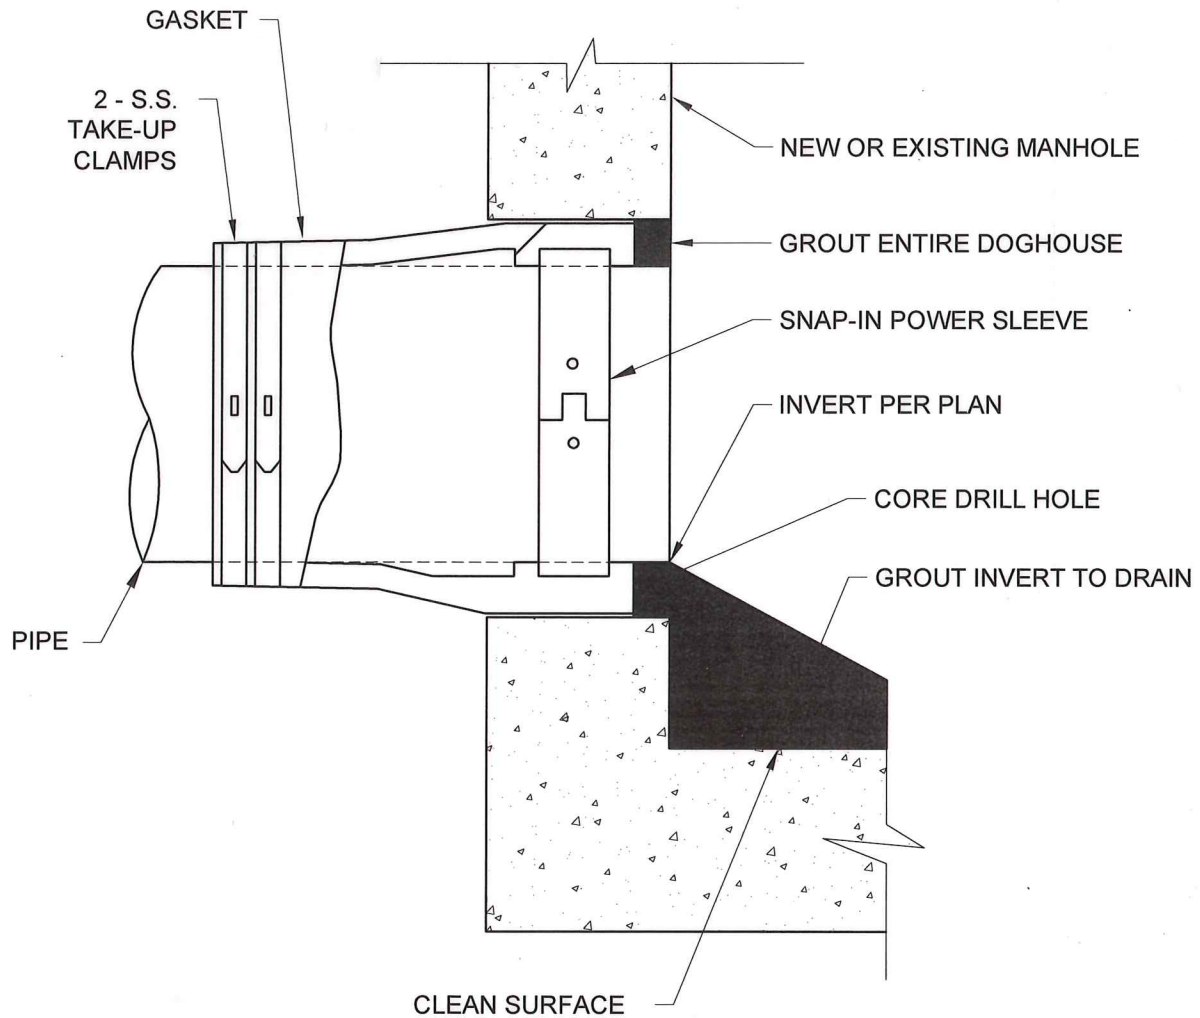 GASKET
2 - S.S.
TAKE-UP
CLAMPS
NEW OR EXISTING MANHOLE
GROUT ENTIRE DOGHOUSE
SNAP-IN POWER SLEEVE
INVERT PER PLAN
CORE DRILL HOLE
GROUT INVERT TO DRAIN
PIPE
CLEAN SURFACE